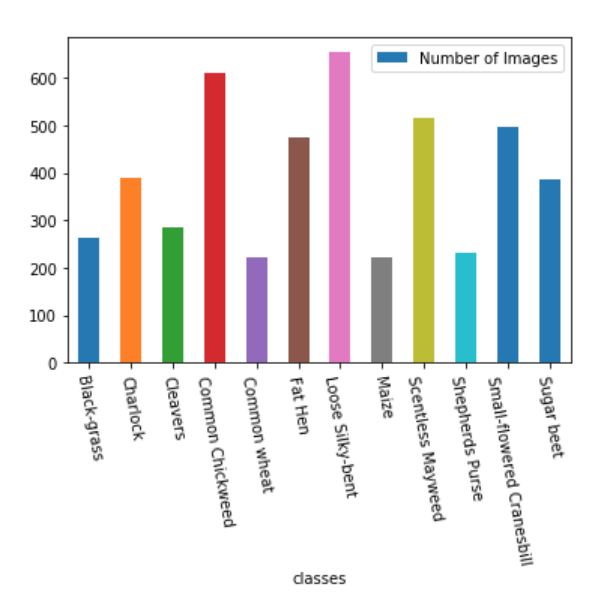 Number of Images
600
500
400
300
200
100
0
Black-grass
Charlock
Cleavers
Common Chickweed
Common wheat
Fat Hen
Loose Silky-bent
Maize
Scentless Mayweed
Shepherds Purse
Small-flowered Cranesbill
Sugar beet
classes